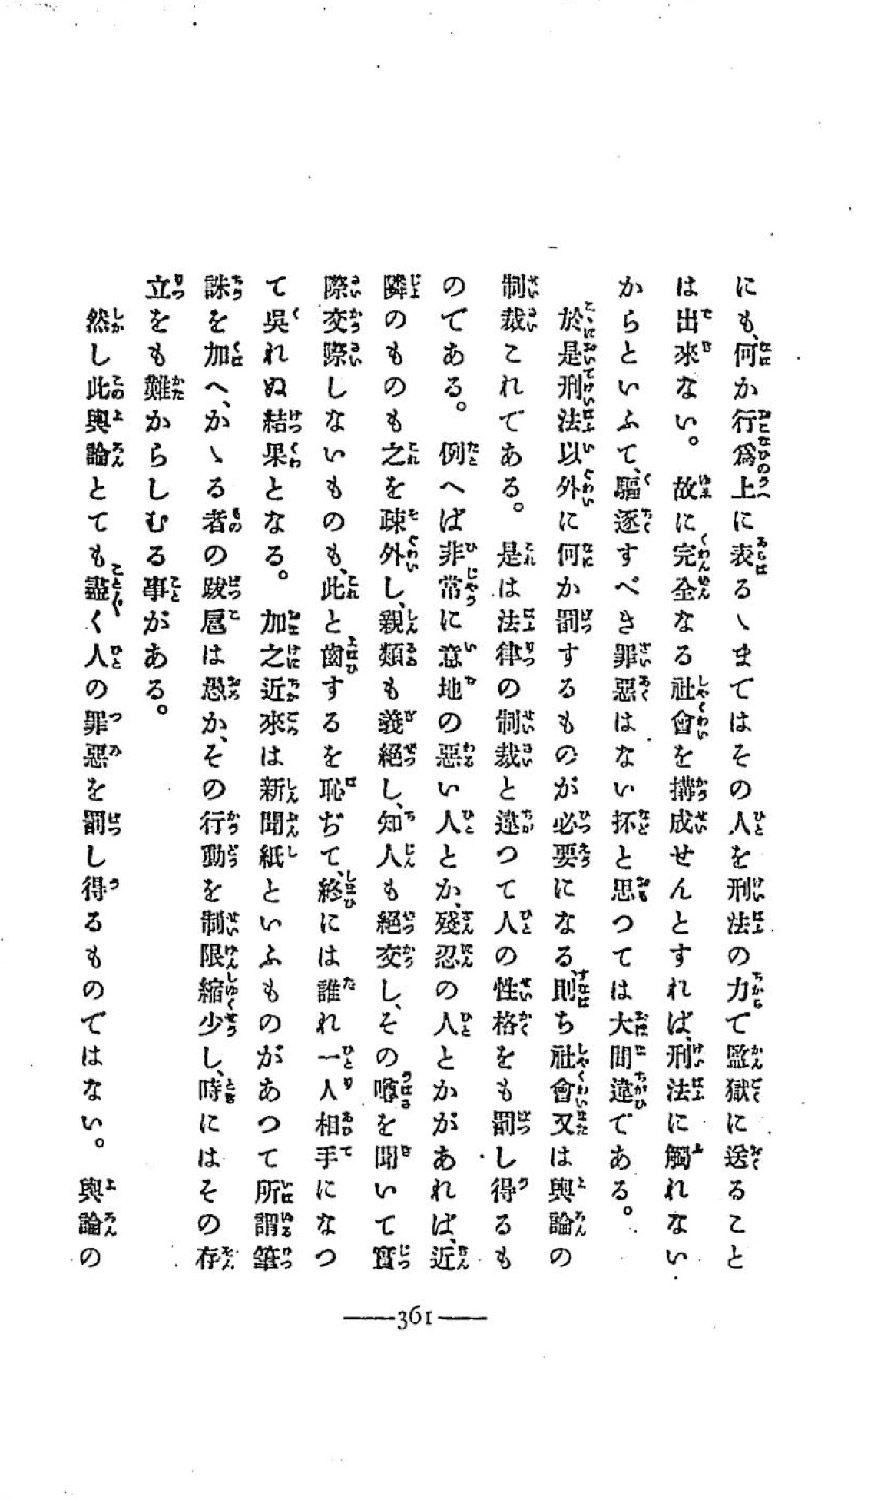 にも、何か行爲上に表るゝまてはその人を刑法の力て監獄に送ること
は出來ない。故に完全なる社會を搆成せんとすれば、刑法に觸れない
からといふて、驅逐すべき罪惡はない抔と思つては大間違である。
於是刑法以外に何か罰するものが必要になる、則ち社會又は輿論の
制裁これである。是は法律の制裁と違つて人の性格をも罰し得るも
のである。例へば非常に意地の惡い人とか、殘忍の人とかがあれば、近
隣のものも之を疎外し、親類も義絕し、知人も絕交し、その噂を聞いて實
際交際しないものも、此と齒するを恥ぢて、終には誰れ一人相手になつ
て吳れぬ結果となる。加之近來は新聞紙といふものがあつて所謂筆
誅を加へ、かゝる者の跋扈は愚か、その行動を制限縮少し、時にはその存
立をも難からしむる事がある。
然し此輿論とても盡く人の罪惡を罰し得るものではない。輿論の
361